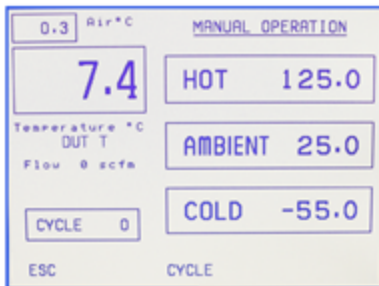 0.3 Air°C
7.4
Temperature °C
DUT T
Flow 0 scfm
CYCLE 0
ESC
MANUAL OPERATION
HOT 125.0
AMBIENT 25.0
COLD -55.0
CYCLE